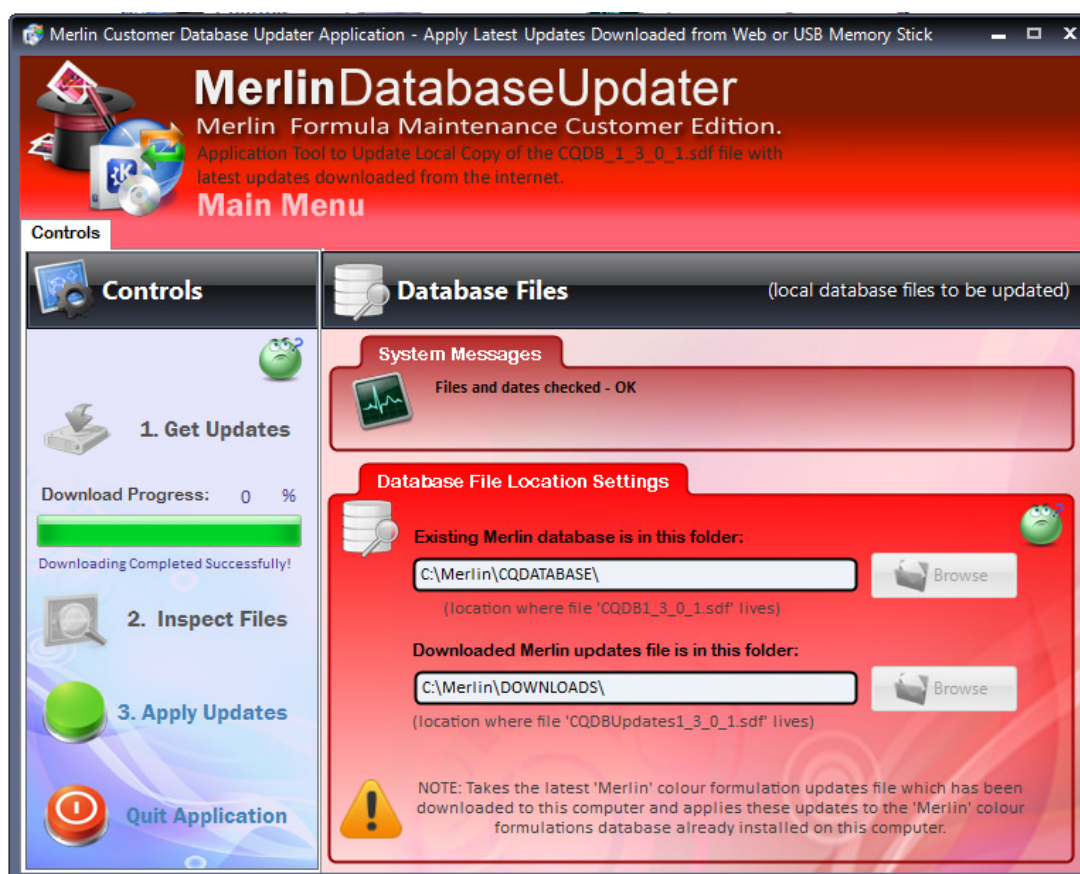 Merlin Customer Database Updater Application - Apply Latest Updates Downloaded from Web or USB Memory Stick
MerlinDatabaseUpdater
Merlin Formula Maintenance Customer Edition.
Application Tool to Update Local Copy of the CQDB_1_3_0_1.sdf file with
latest updates downloaded from the internet.
Main Menu
Controls
Controls
Database Files
(local database files to be updated)
System Messages
Files and dates checked - OK
1. Get Updates
Download Progress: 0 %
Downloading Completed Successfully!
2. Inspect Files
3. Apply Updates
Quit Application
Database File Location Settings
Existing Merlin database is in this folder:
C:\Merlin\CQDATABASE\
Browse
(location where file 'CQDB1_3_0_1.sdf' lives)
Downloaded Merlin updates file is in this folder:
C:\Merlin\DOWNLOADS\
Browse
(location where file 'CQDBUpdates1_3_0_1.sdf' lives)
NOTE: Takes the latest 'Merlin' colour formulation updates file which has been
downloaded to this computer and applies these updates to the 'Merlin' colour
formulations database already installed on this computer.